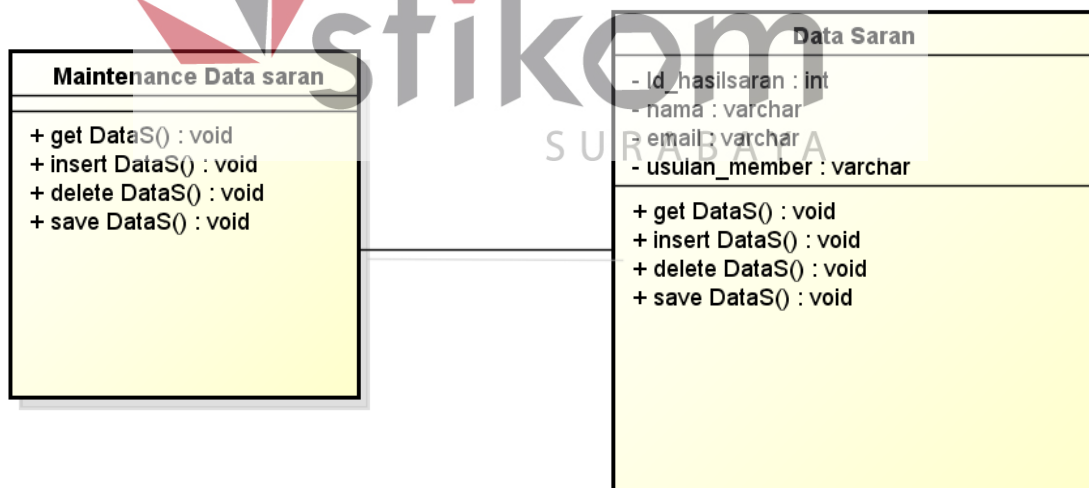 stikom
SURABAYA
Maintenance Data saran
+ get DataS() : void
+ insert DataS() : void
+ delete DataS() : void
+ save DataS() : void
Data Saran
- Id_hasilsaran : int
- nama : varchar
- email : varchar
- usulan_member : varchar
+ get DataS() : void
+ insert DataS() : void
+ delete DataS() : void
+ save DataS() : void